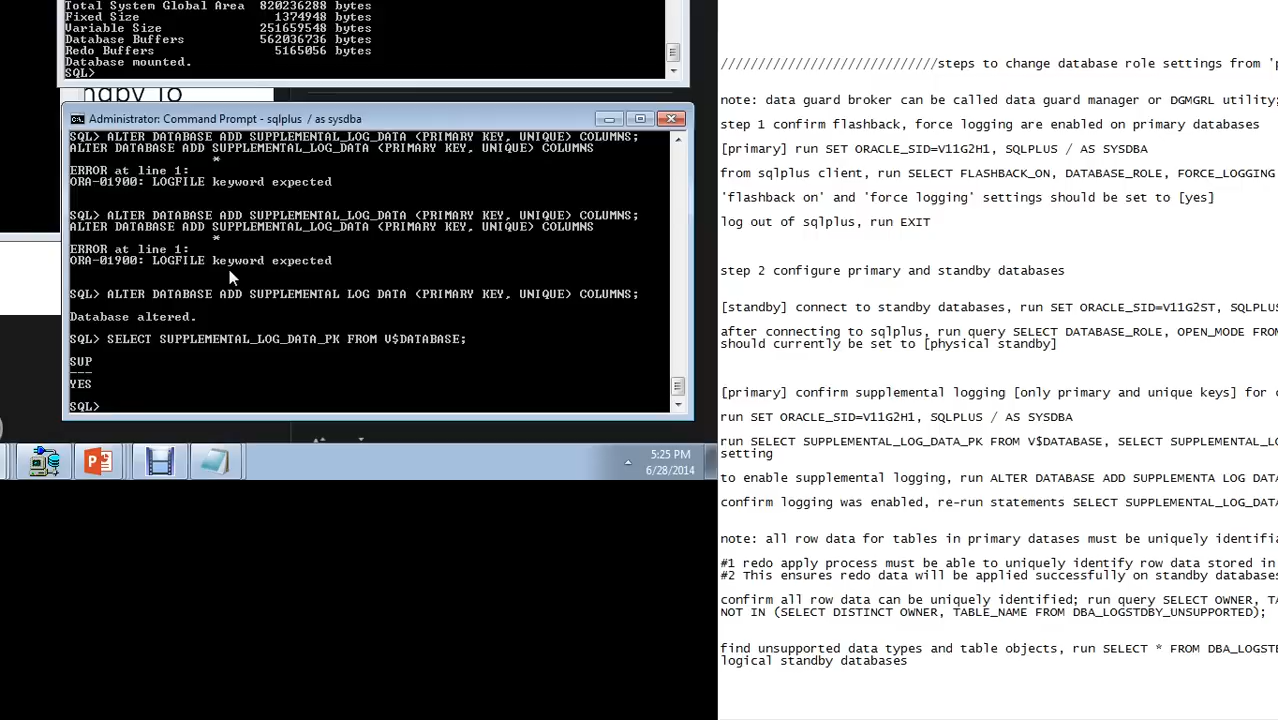 Total System Global Area  820236288 bytes
Fixed Size                  1374948 bytes
Variable Size             251659548 bytes
Database Buffers          562036736 bytes
Redo Buffers                5165056 bytes
Database mounted.
SQL>
Administrator: Command Prompt - sqlplus / as sysdba
SQL> ALTER DATABASE ADD SUPPLEMENTAL_LOG_DATA (PRIMARY KEY, UNIQUE) COLUMNS;
ALTER DATABASE ADD SUPPLEMENTAL_LOG_DATA (PRIMARY KEY, UNIQUE) COLUMNS
*
ERROR at line 1:
ORA-01900: LOGFILE keyword expected
SQL> ALTER DATABASE ADD SUPPLEMENTAL_LOG_DATA (PRIMARY KEY, UNIQUE) COLUMNS;
ALTER DATABASE ADD SUPPLEMENTAL_LOG_DATA (PRIMARY KEY, UNIQUE) COLUMNS
*
ERROR at line 1:
ORA-01900: LOGFILE keyword expected
SQL> ALTER DATABASE ADD SUPPLEMENTAL LOG DATA (PRIMARY KEY, UNIQUE) COLUMNS;
Database altered.
SQL> SELECT SUPPLEMENTAL_LOG_DATA_PK FROM V$DATABASE;
SUP
---
YES
SQL>
5:25 PM
6/28/2014
/////////////////////////////steps to change database role settings from 'p
note: data guard broker can be called data guard manager or DGMGRL utility;
step 1 confirm flashback, force logging are enabled on primary databases
[primary] run SET ORACLE_SID=V11G2H1, SQLPLUS / AS SYSDBA
from sqlplus client, run SELECT FLASHBACK_ON, DATABASE_ROLE, FORCE_LOGGING
'flashback on' and 'force logging' settings should be set to [yes]
log out of sqlplus, run EXIT
step 2 configure primary and standby databases
[standby] connect to standby databases, run SET ORACLE_SID=V11G2ST, SQLPLUS
after connecting to sqlplus, run query SELECT DATABASE_ROLE, OPEN_MODE FROM
should currently be set to [physical standby]
[primary] confirm supplemental logging [only primary and unique keys] for
run SET ORACLE_SID=V11G2H1, SQLPLUS / AS SYSDBA
run SELECT SUPPLEMENTAL_LOG_DATA_PK FROM V$DATABASE, SELECT SUPPLEMENTAL_LO
setting
to enable supplemental logging, run ALTER DATABASE ADD SUPPLEMENTA LOG DATA
confirm logging was enabled, re-run statements SELECT SUPPLEMENTAL_LOG_DATA
note: all row data for tables in primary datases must be uniquely identifia
#1 redo apply process must be able to uniquely identify row data stored in
#2 This ensures redo data will be applied successfully on standby databases
confirm all row data can be uniquely identified; run query SELECT OWNER, TA
NOT IN (SELECT DISTINCT OWNER, TABLE_NAME FROM DBA_LOGSTDBY_UNSUPPORTED);
find unsupported data types and table objects, run SELECT * FROM DBA_LOGST
logical standby databases